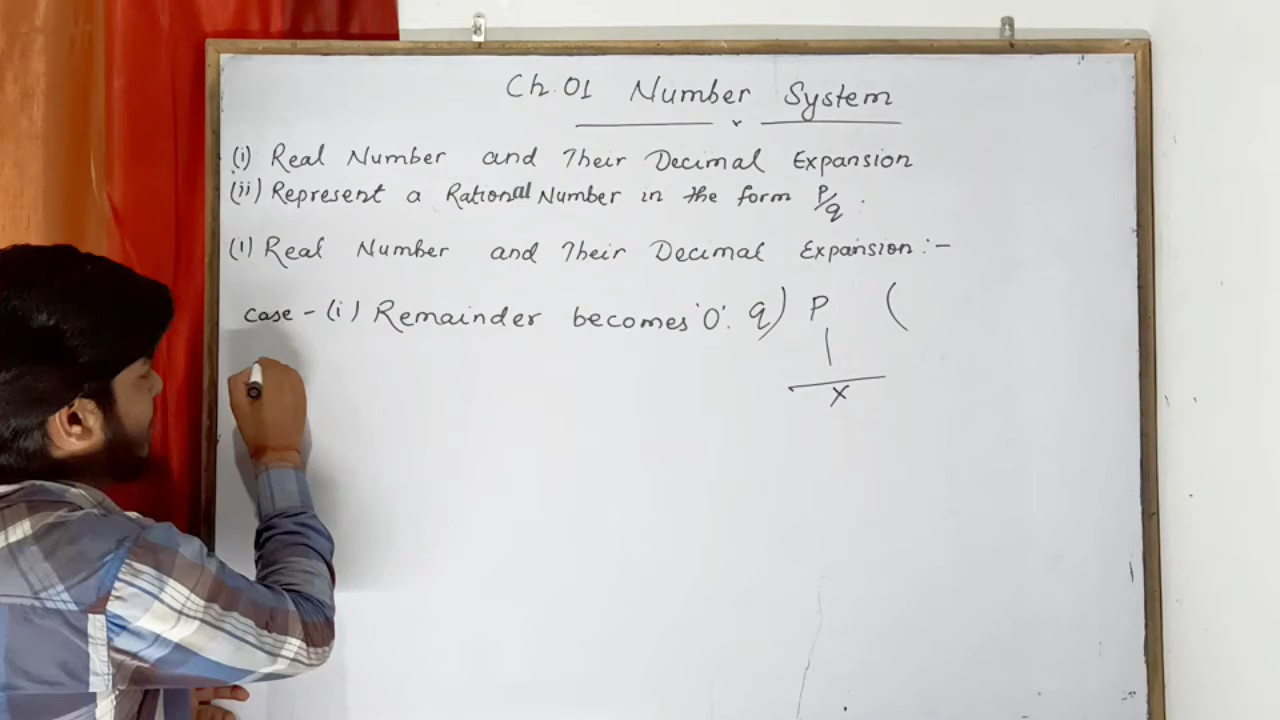 Ch. 01 Number System
(i) Real Number and Their Decimal Expansion
(ii) Represent a Rational Number in the form P/q.
(1) Real Number and Their Decimal Expansion :-
case - (i) Remainder becomes '0'. q) P (
|
x